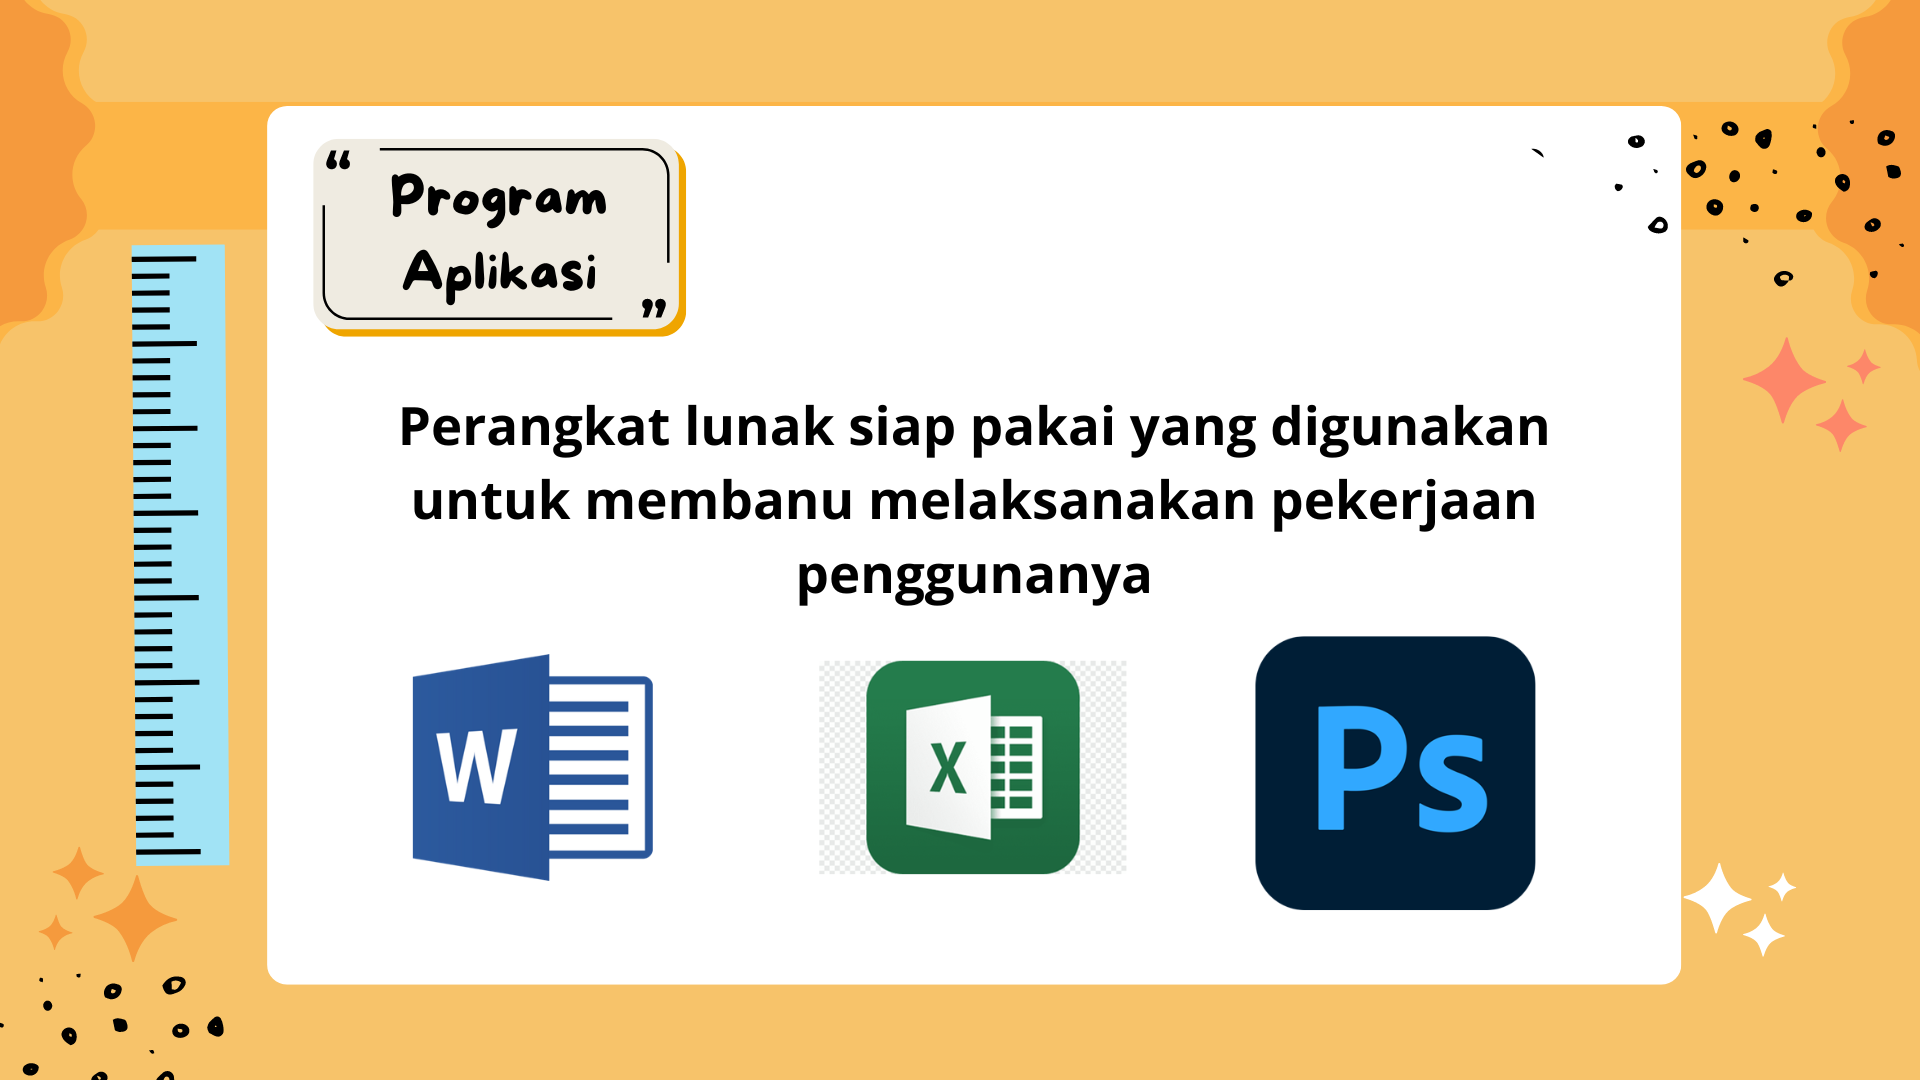 “ Program
Aplikasi ”
Perangkat lunak siap pakai yang digunakan
untuk membanu melaksanakan pekerjaan
penggunanya
W
X
Ps